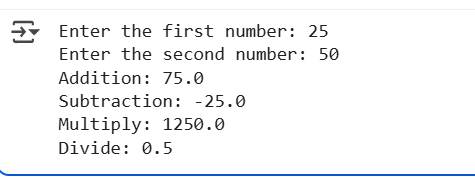 Enter the first number: 25
Enter the second number: 50
Addition: 75.0
Subtraction: -25.0
Multiply: 1250.0
Divide: 0.5